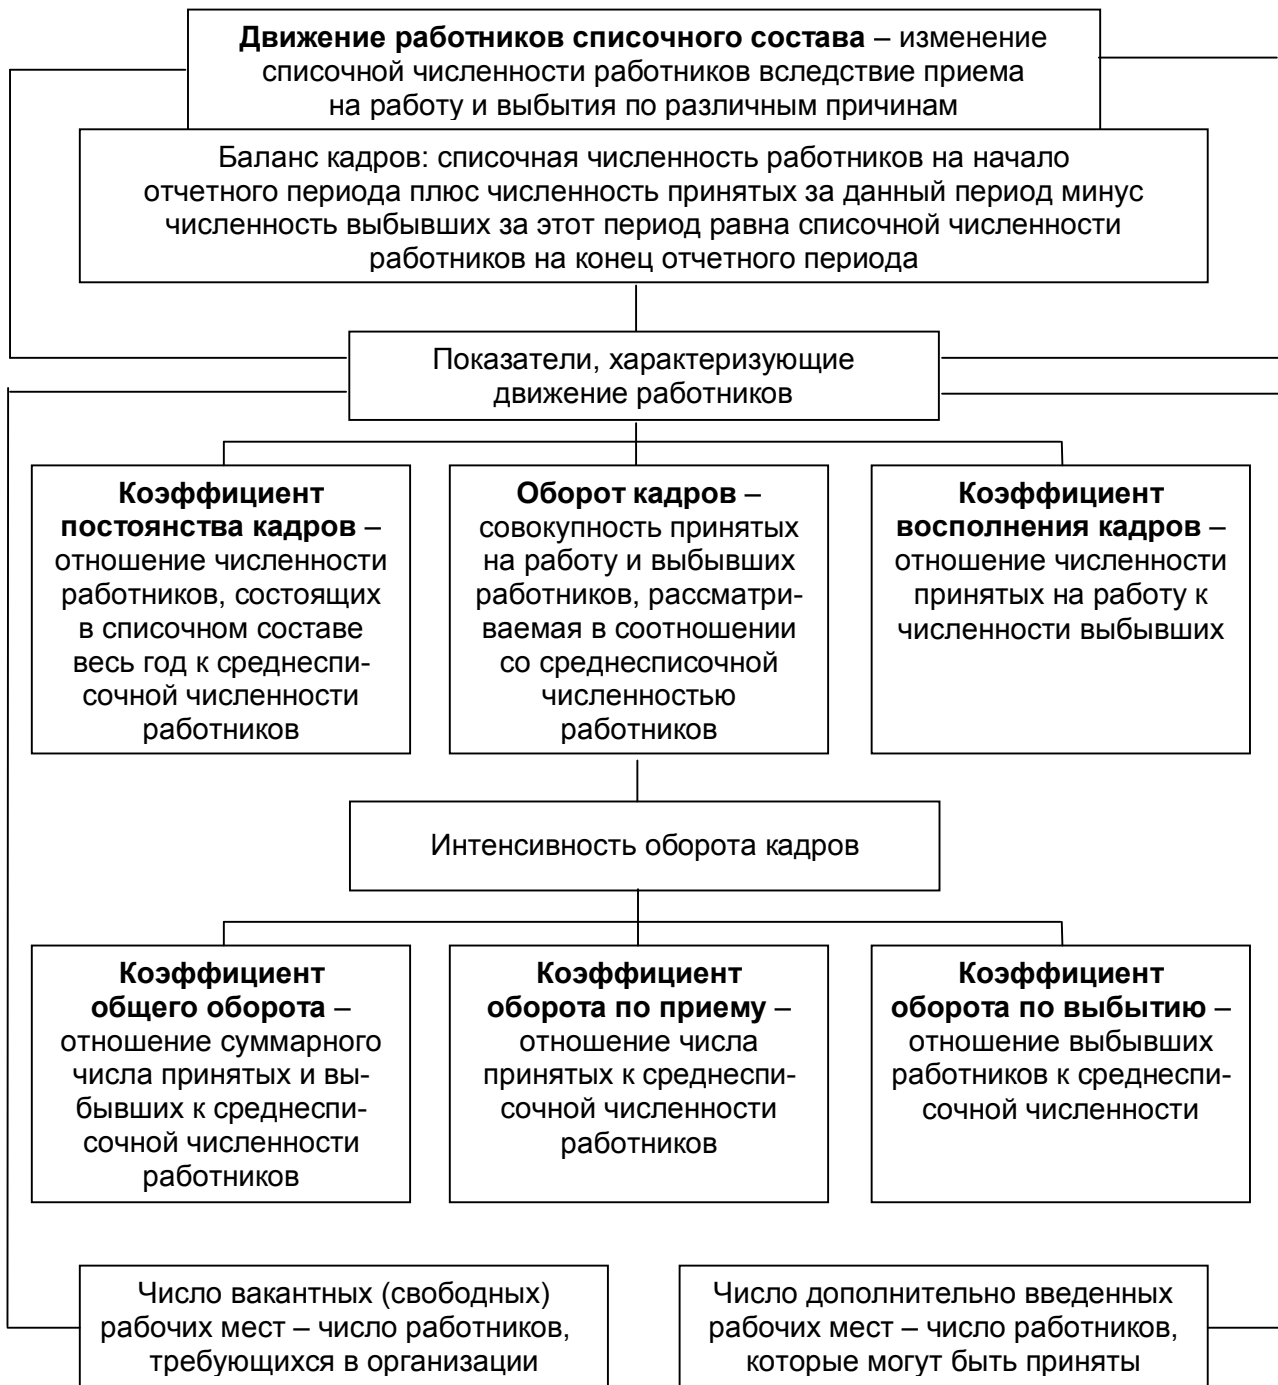 Движение работников списочного состава – изменение
списочной численности работников вследствие приема
на работу и выбытия по различным причинам
Баланс кадров: списочная численность работников на начало
отчетного периода плюс численность принятых за данный период минус
численность выбывших за этот период равна списочной численности
работников на конец отчетного периода
Показатели, характеризующие
движение работников
Коэффициент
постоянства кадров –
отношение численности
работников, состоящих
в списочном составе
весь год к среднеспи-
сочной численности
работников
Оборот кадров –
совокупность принятых
на работу и выбывших
работников, рассматри-
ваемая в соотношении
со среднесписочной
численностью
работников
Коэффициент
восполнения кадров –
отношение численности
принятых на работу к
численности выбывших
Интенсивность оборота кадров
Коэффициент
общего оборота –
отношение суммарного
числа принятых и вы-
бывших к среднеспи-
сочной численности
работников
Коэффициент
оборота по приему –
отношение числа
принятых к среднеспи-
сочной численности
работников
Коэффициент
оборота по выбытию –
отношение выбывших
работников к среднеспи-
сочной численности
Число вакантных (свободных)
рабочих мест – число работников,
требующихся в организации
Число дополнительно введенных
рабочих мест – число работников,
которые могут быть приняты